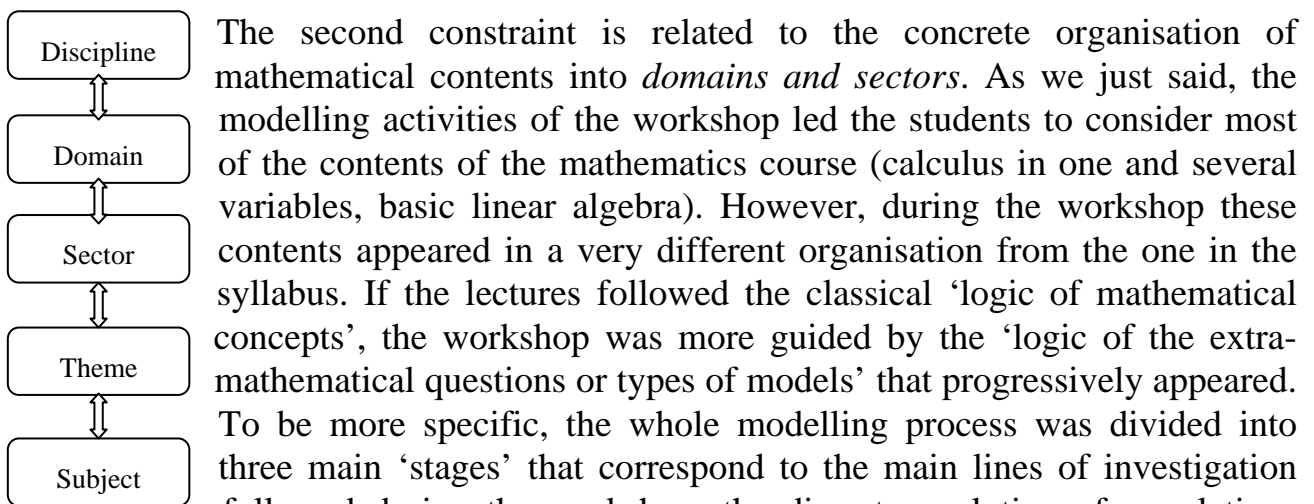 Discipline
Domain
Sector
Theme
Subject
The second constraint is related to the concrete organisation of
mathematical contents into domains and sectors. As we just said, the
modelling activities of the workshop led the students to consider most
of the contents of the mathematics course (calculus in one and several
variables, basic linear algebra). However, during the workshop these
contents appeared in a very different organisation from the one in the
syllabus. If the lectures followed the classical ‘logic of mathematical
concepts’, the workshop was more guided by the ‘logic of the extra-
mathematical questions or types of models’ that progressively appeared.
To be more specific, the whole modelling process was divided into
three main ‘stages’ that correspond to the main lines of investigation